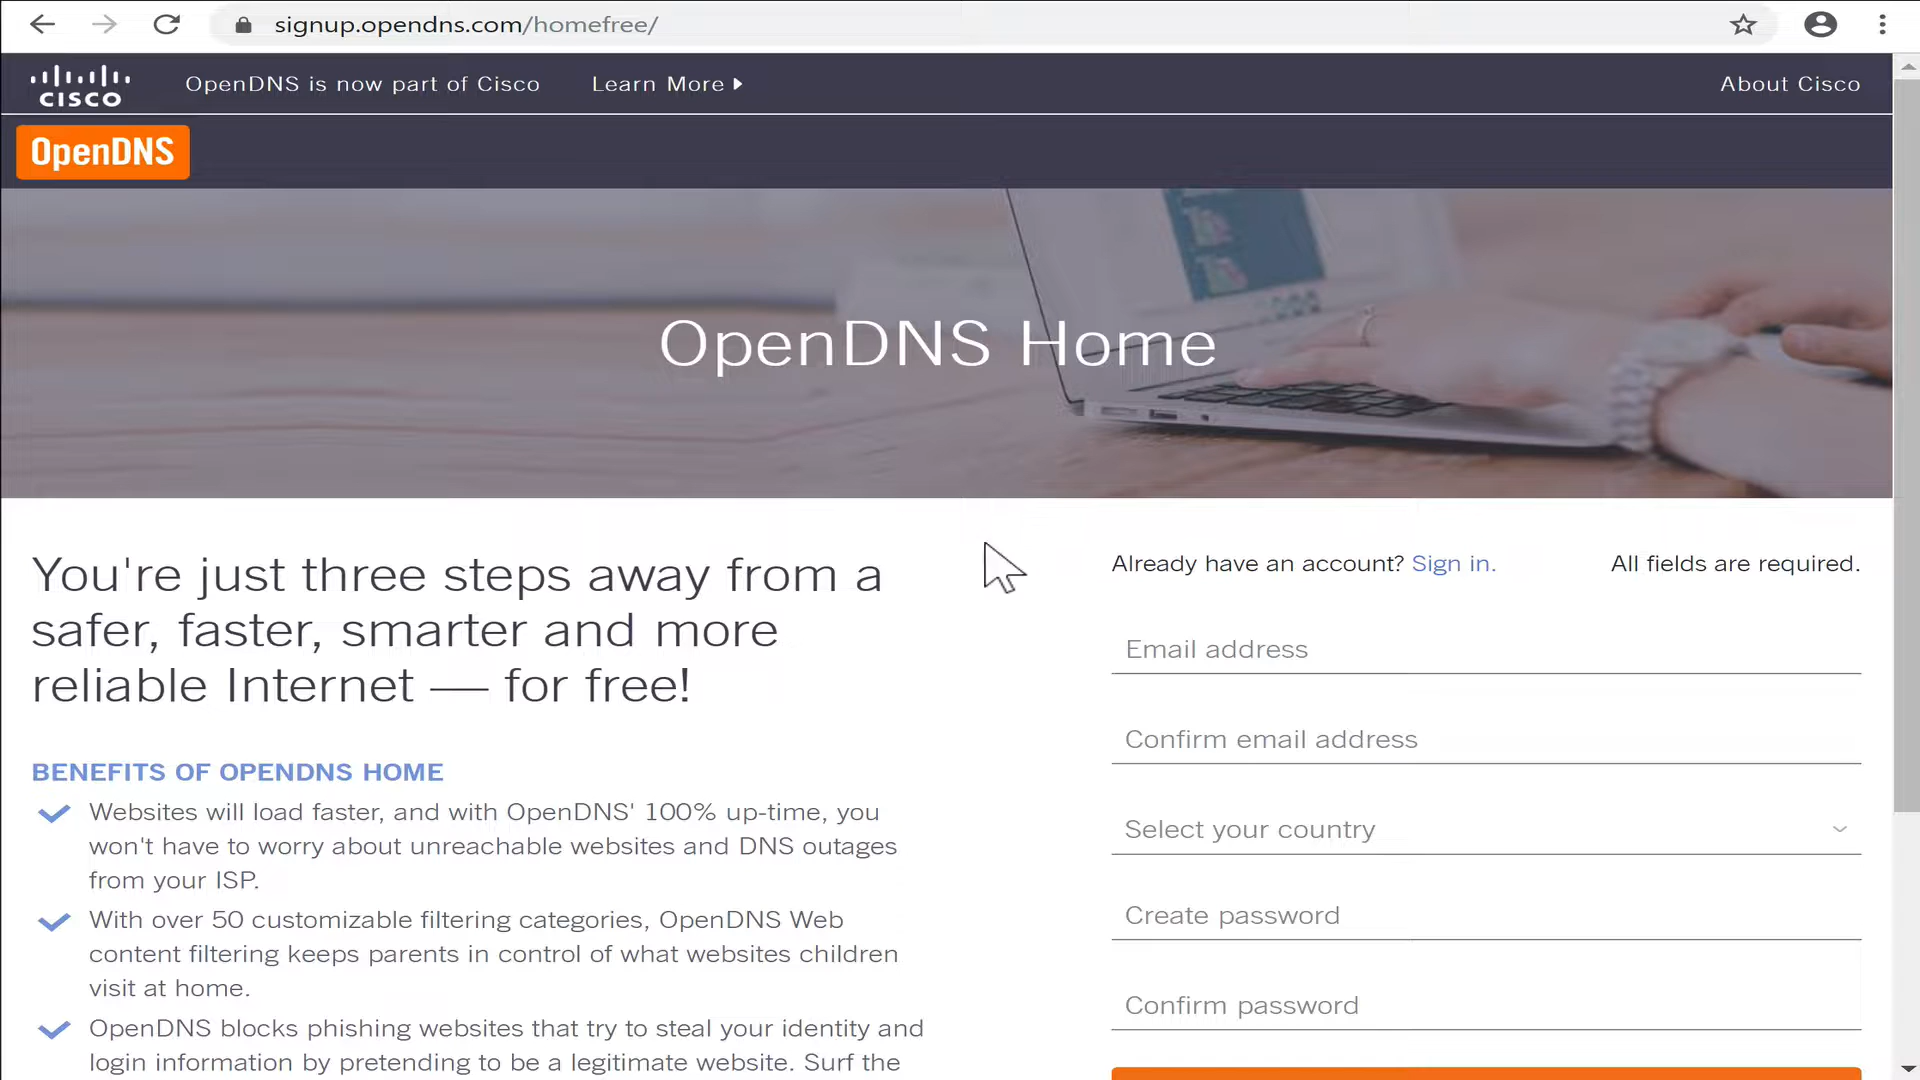 signup.opendns.com/homefree/
cisco
OpenDNS is now part of Cisco
Learn More
About Cisco
OpenDNS
OpenDNS Home
You're just three steps away from a
safer, faster, smarter and more
reliable Internet — for free!
BENEFITS OF OPENDNS HOME
Websites will load faster, and with OpenDNS' 100% up-time, you
won't have to worry about unreachable websites and DNS outages
from your ISP.
With over 50 customizable filtering categories, OpenDNS Web
content filtering keeps parents in control of what websites children
visit at home.
OpenDNS blocks phishing websites that try to steal your identity and
login information by pretending to be a legitimate website. Surf the
Already have an account? Sign in.
All fields are required.
Email address
Confirm email address
Select your country
Create password
Confirm password